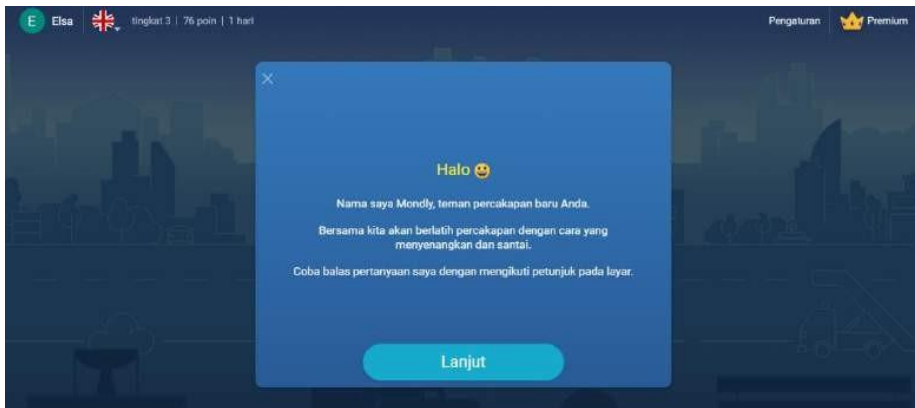 E Elsa tingkat 3 | 76 poin | 1 hari Pengaturan Premium
Halo
Nama saya Mondly, teman percakapan baru Anda.
Bersama kita akan berlatih percakapan dengan cara yang
menyenangkan dan santai.
Coba balas pertanyaan saya dengan mengikuti petunjuk pada layar.
Lanjut